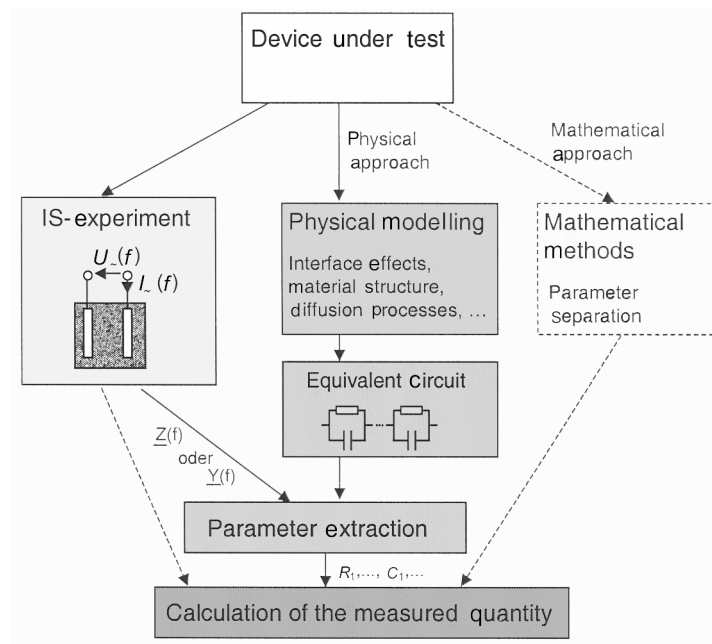 Device under test
Physical
approach
Mathematical
approach
IS-experiment
U~(f)
I~(f)
Physical modelling
Interface effects,
material structure,
diffusion processes, ...
Mathematical
methods
Parameter
separation
Equivalent circuit
...
Z(f)
oder
Y(f)
Parameter extraction
R₁,..., C₁,...
Calculation of the measured quantity